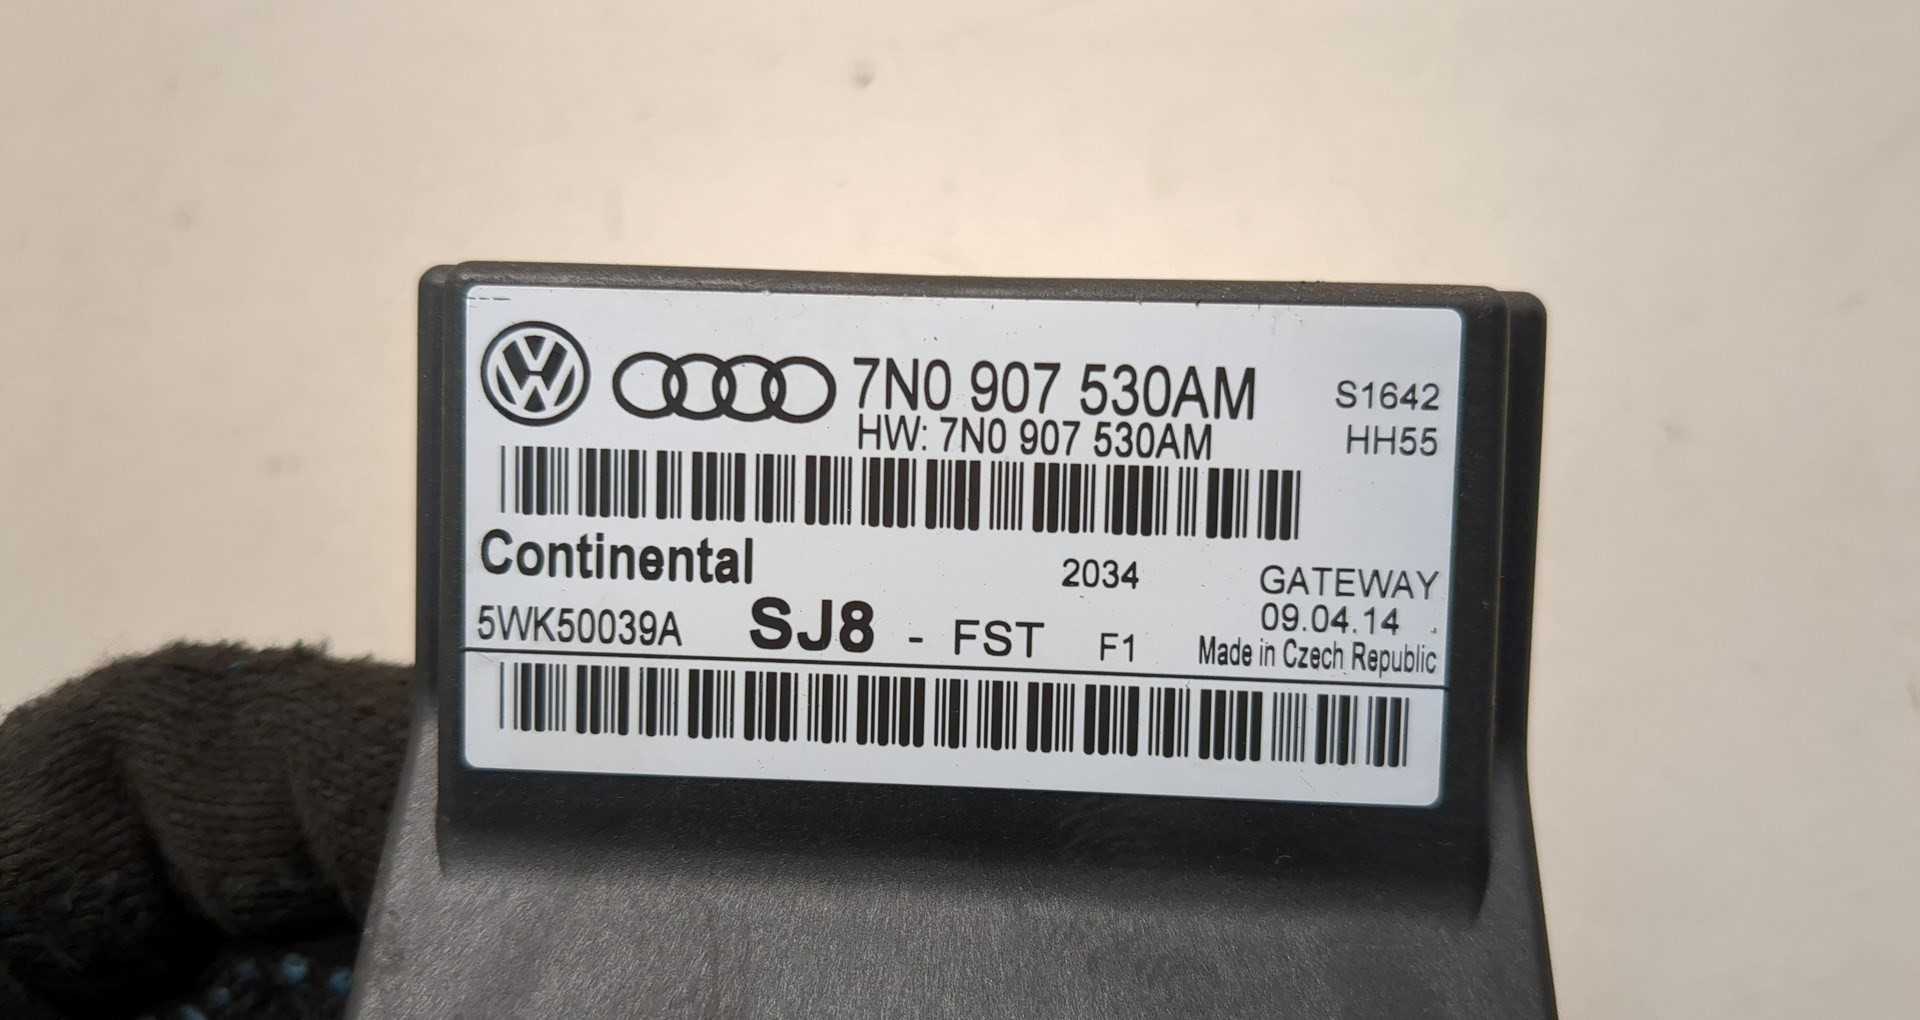 7N0 907 530AM S1642
HW: 7N0 907 530AM HH55
Continental 2034 GATEWAY
09.04.14
5WK50039A SJ8 - FST F1 Made in Czech Republic